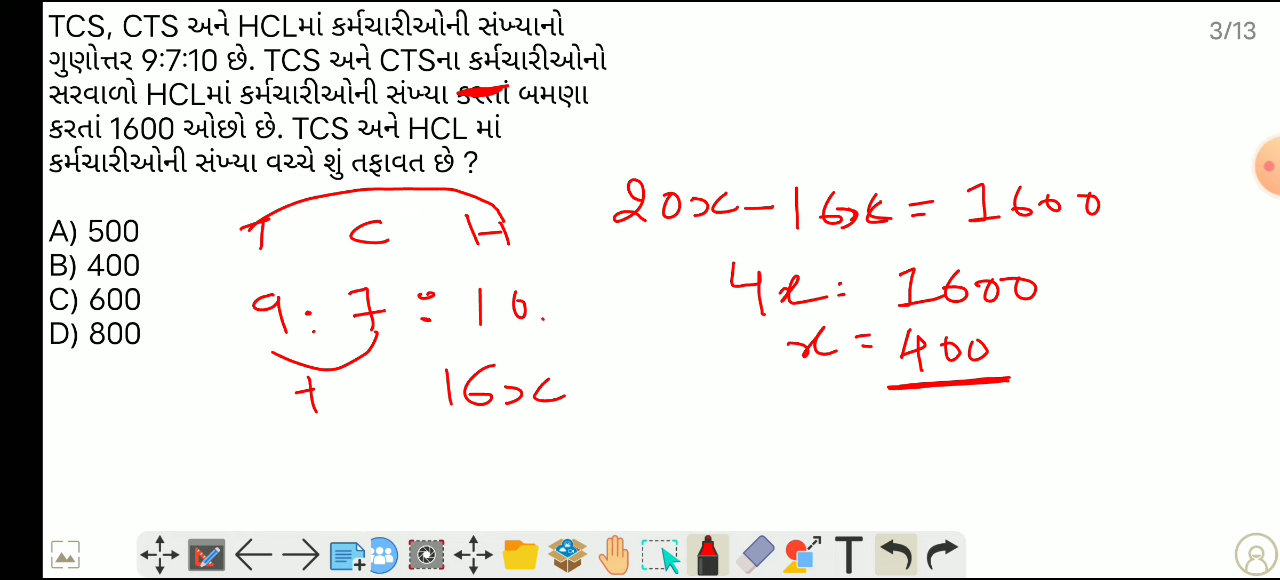 TCS, CTS અને HCLમાં કર્મચારીઓની સંખ્યાનો
ગુણોત્તર 9:7:10 છે. TCS અને CTSના કર્મચારીઓનો
સરવાળો HCLમાં કર્મચારીઓની સંખ્યા કરતાં બમણા
કરતાં 1600 ઓછો છે. TCS અને HCL માં
કર્મચારીઓની સંખ્યા વચ્ચે શું તફાવત છે ?
3/13
A) 500
B) 400
C) 600
D) 800
T C H
9 : 7 : 10.
+ 16x
20x - 16x = 1600
4x = 1600
x = 400
T